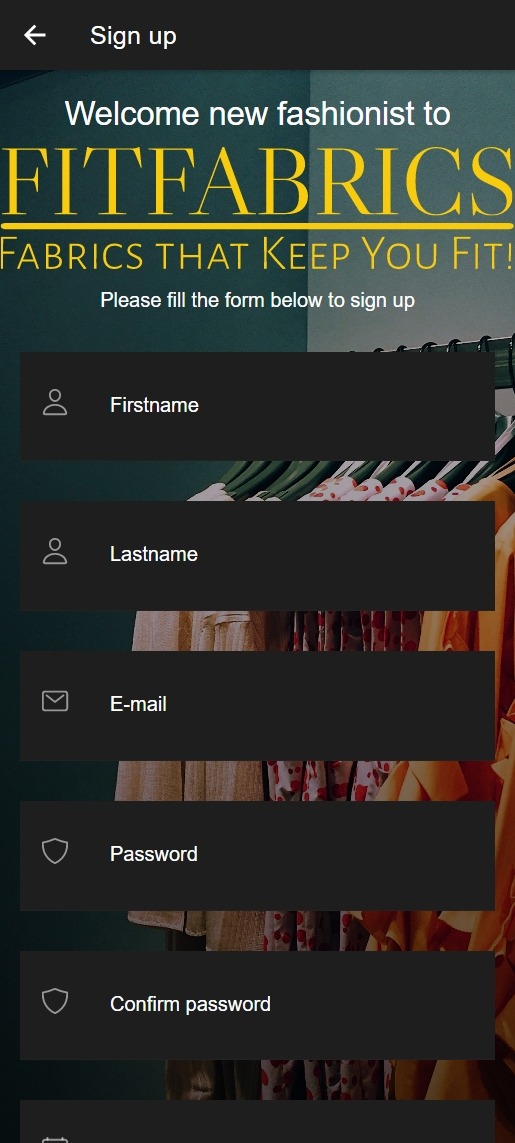 Sign up
Welcome new fashionist to
FITFABRICS
FABRICS THAT KEEP YOU FIT!
Please fill the form below to sign up
Firstname
Lastname
E-mail
Password
Confirm password